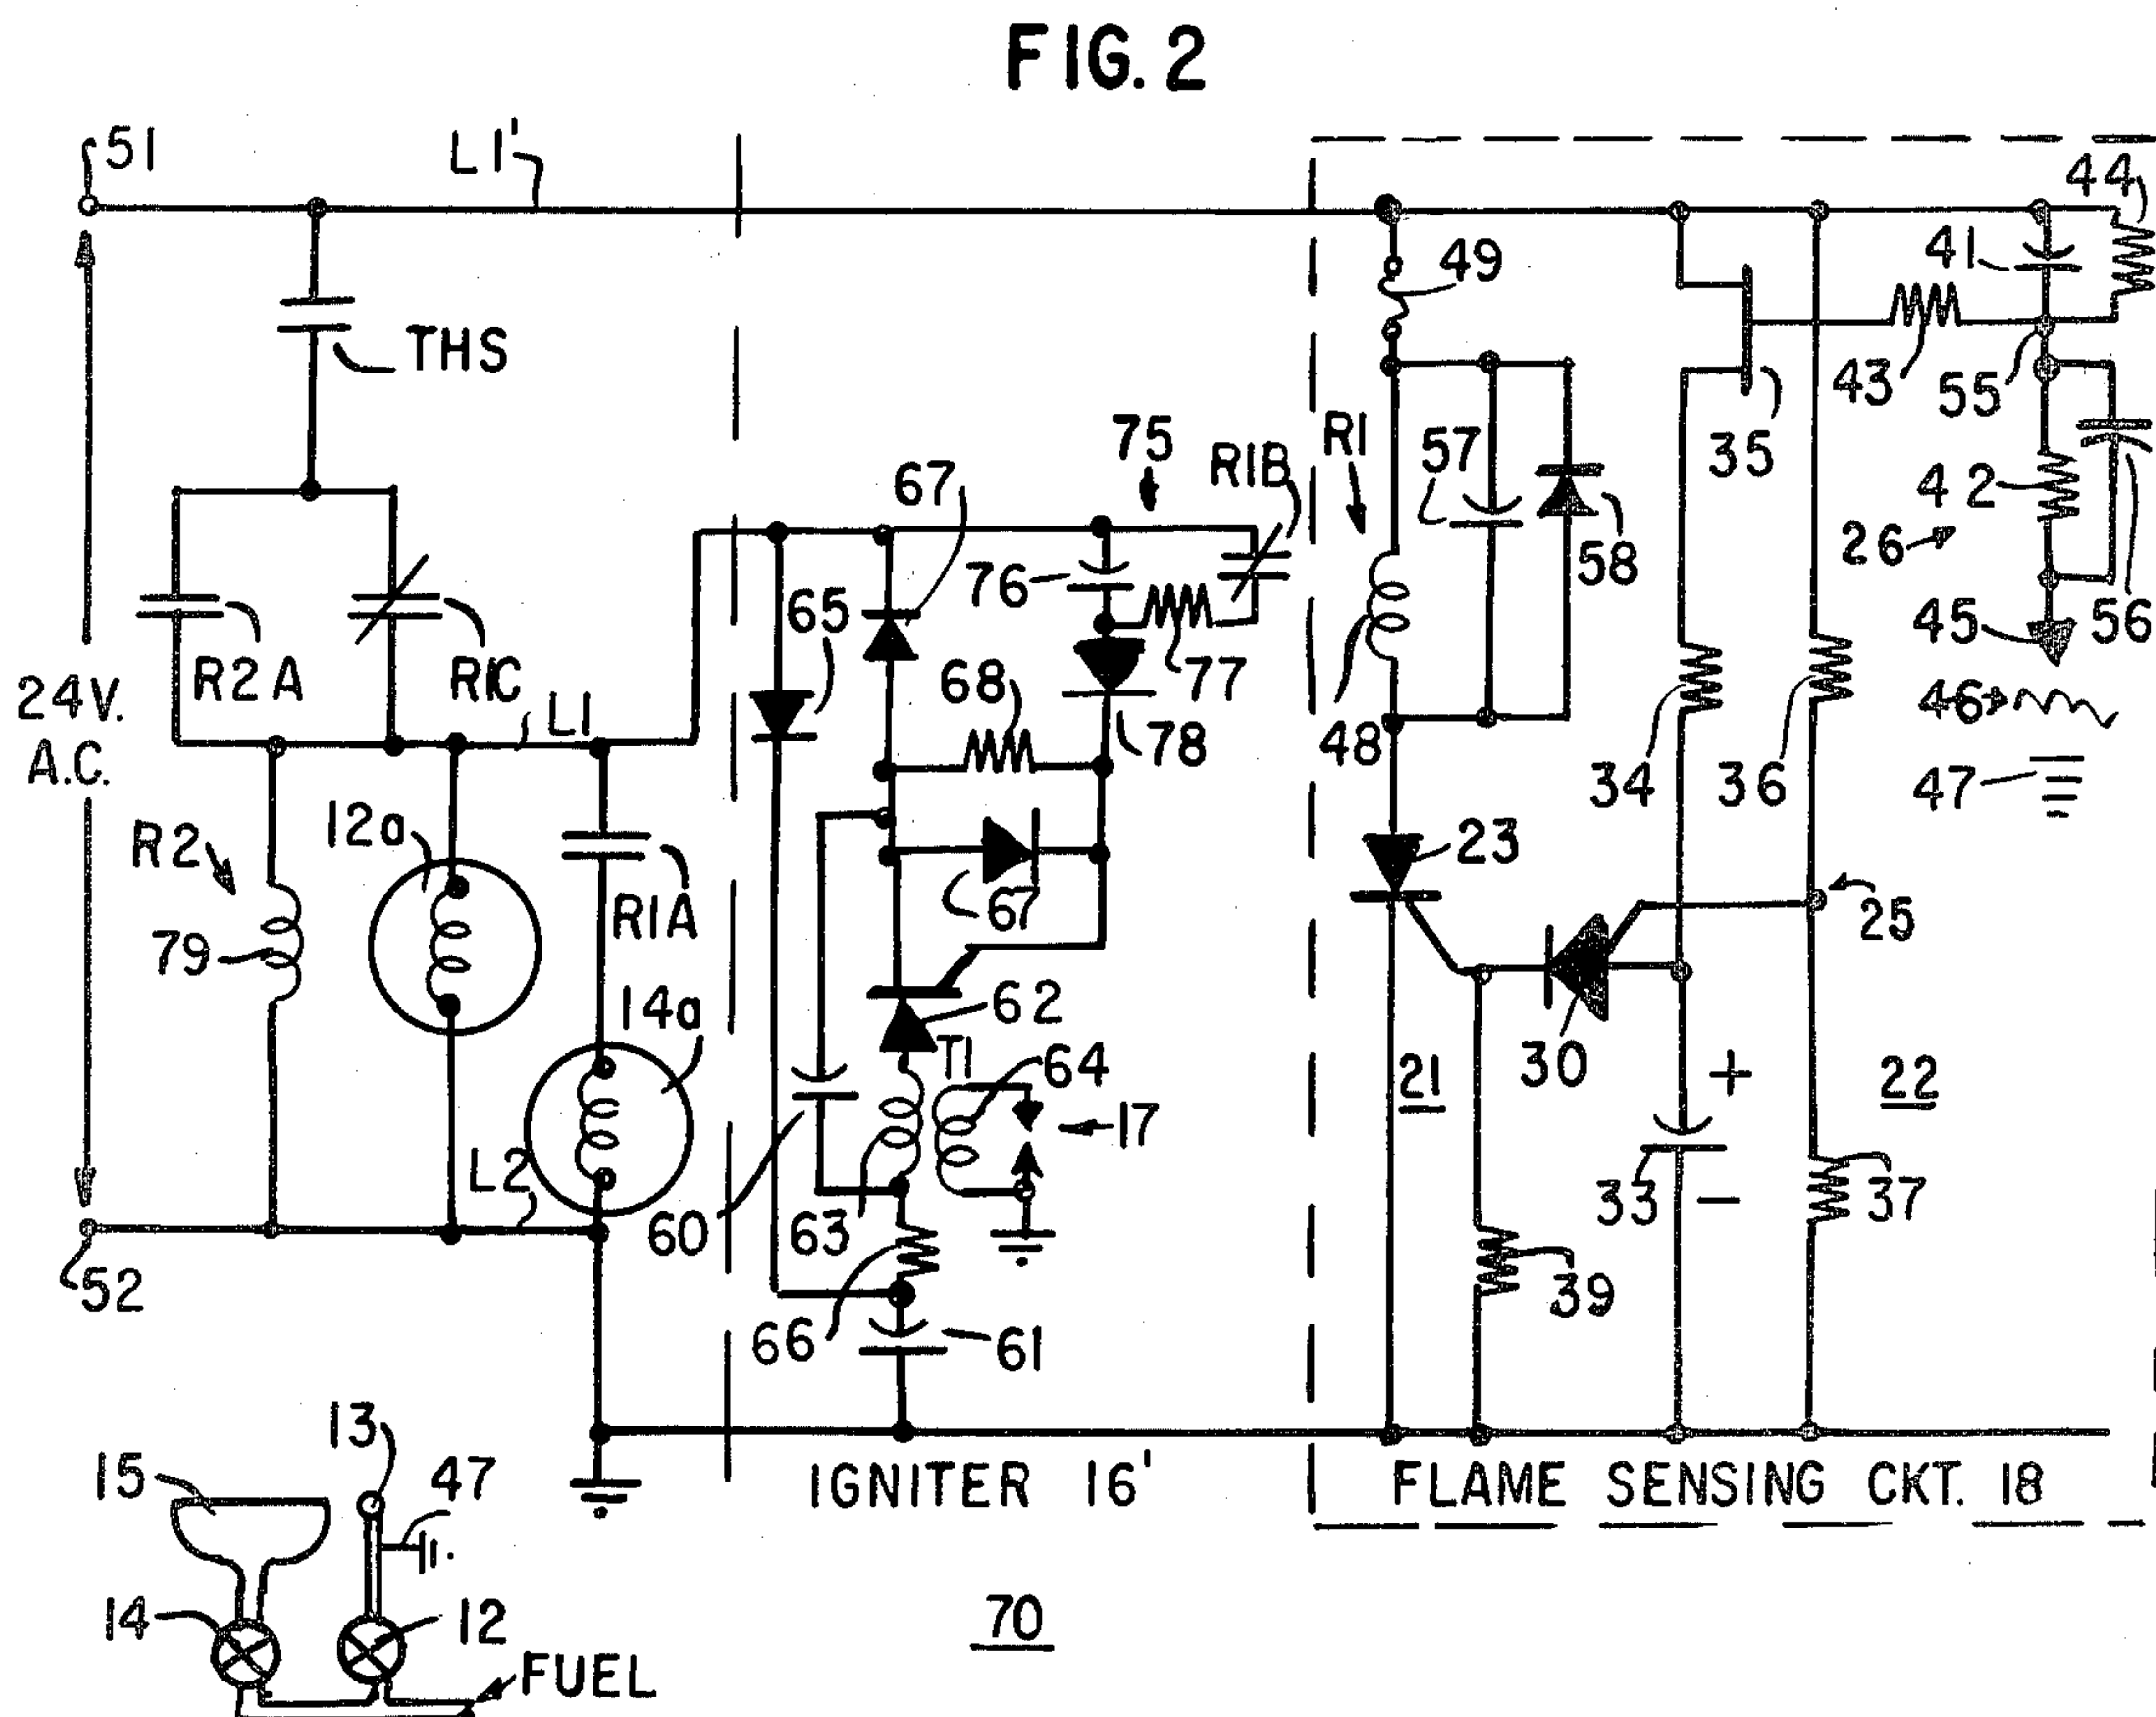 FIG. 2
51
L1'
44
41
49
THS
43
55
35
75
R1B
R1
57
67
42
26
76
58
65
45
56
R2A
R1C
77
68
24V.
A.C.
L1
46
48
78
34
36
47
12a
R2
23
67
R1A
25
79
14a
62
T1
64
30
+
21
22
17
L2
60
63
33
−
37
52
39
66
61
13
15
47
IGNITER 16'
FLAME SENSING CKT. 18
14
12
70
FUEL